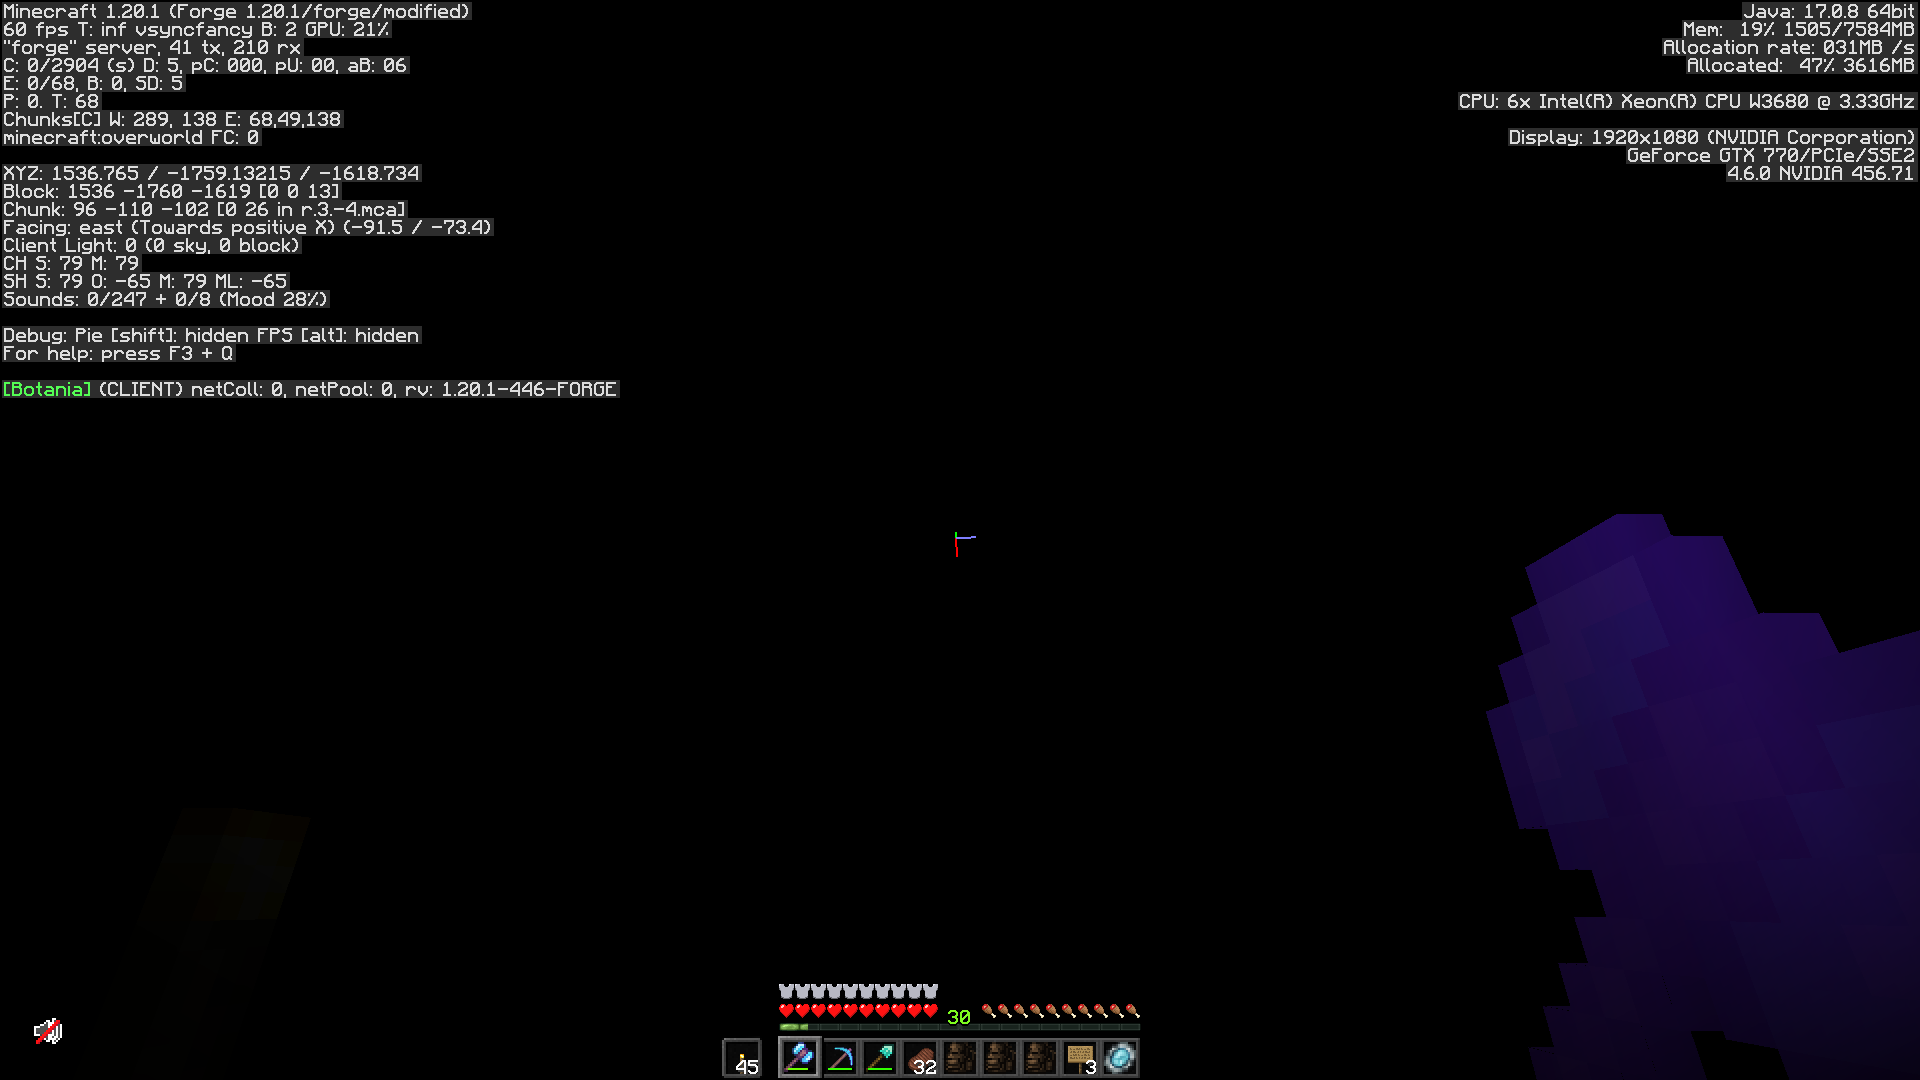 Minecraft 1.20.1 (Forge 1.20.1/forge/modified)
60 fps T: inf vsyncfancy B: 2 GPU: 21%
"forge" server, 41 tx, 210 rx
C: 0/2904 (s) D: 5, pC: 000, pU: 00, aB: 06
E: 0/68, B: 0, SD: 5
P: 0. T: 68
Chunks[C] W: 289, 138 E: 68,49,138
minecraft:overworld FC: 0
XYZ: 1536.765 / -1759.13215 / -1618.734
Block: 1536 -1760 -1619 [0 0 13]
Chunk: 96 -110 -102 [0 26 in r.3.-4.mca]
Facing: east (Towards positive X) (-91.5 / -73.4)
Client Light: 0 (0 sky, 0 block)
CH S: 79 M: 79
SH S: 79 O: -65 M: 79 ML: -65
Sounds: 0/247 + 0/8 (Mood 28%)
Debug: Pie [shift]: hidden FPS [alt]: hidden
For help: press F3 + Q
[Botania] (CLIENT) netColl: 0, netPool: 0, rv: 1.20.1-446-FORGE
Java: 17.0.8 64bit
Mem: 19% 1505/7584MB
Allocation rate: 031MB /s
Allocated: 47% 3616MB
CPU: 6x Intel(R) Xeon(R) CPU W3680 @ 3.33GHz
Display: 1920x1080 (NVIDIA Corporation)
GeForce GTX 770/PCIe/SSE2
4.6.0 NVIDIA 456.71
30
45
32
3